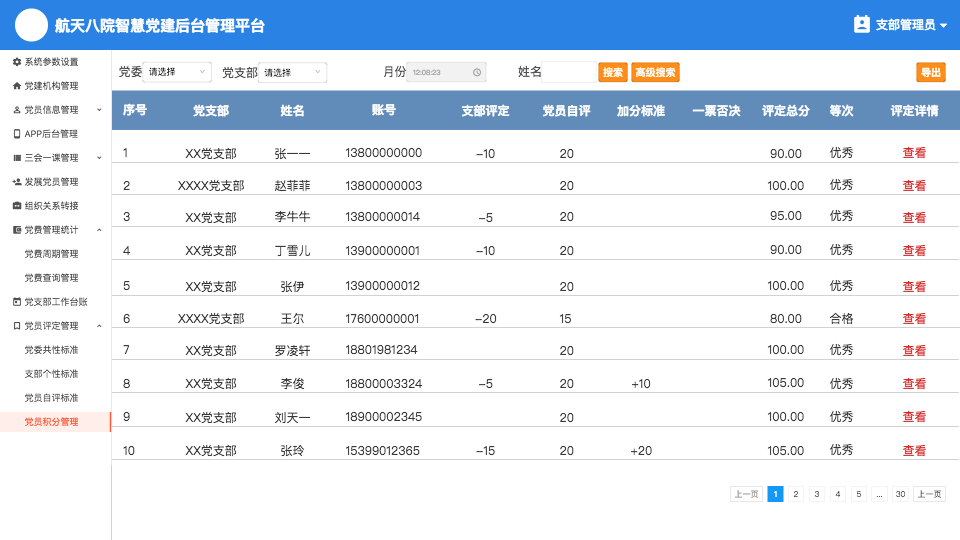 航天八院智慧党建后台管理平台
支部管理员
系统参数设置
党建机构管理
党员信息管理
APP后台管理
三会一课管理
发展党员管理
组织关系转接
党费管理统计
党费周期管理
党费查询管理
党支部工作台账
党员评定管理
党委共性标准
支部个性标准
党员自评标准
党员积分管理
党委 请选择 党支部 请选择 月份 12:08:23 姓名 搜索 高级搜索 导出
序号 党支部 姓名 账号 支部评定 党员自评 加分标准 一票否决 评定总分 等次 评定详情
1 XX党支部 张一一 13800000000 −10 20 90.00 优秀 查看
2 XXXX党支部 赵菲菲 13800000003 20 100.00 优秀 查看
3 XX党支部 李牛牛 13800000014 −5 20 95.00 优秀 查看
4 XX党支部 丁雪儿 13900000001 −10 20 90.00 优秀 查看
5 XX党支部 张伊 13900000012 20 100.00 优秀 查看
6 XXXX党支部 王尔 17600000001 −20 15 80.00 合格 查看
7 XX党支部 罗凌轩 18801981234 20 100.00 优秀 查看
8 XX党支部 李俊 18800003324 −5 20 +10 105.00 优秀 查看
9 XX党支部 刘天一 18900002345 20 100.00 优秀 查看
10 XX党支部 张玲 15399012365 −15 20 +20 105.00 优秀 查看
上一页 1 2 3 4 5 ... 30 上一页